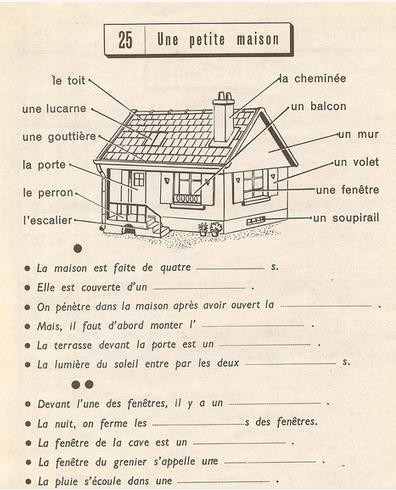 25 Une petite maison
le toit
la cheminée
une lucarne
un balcon
une gouttière
un mur
la porte
un volet
le perron
une fenêtre
l'escalier
un soupirail
La maison est faite de quatre s.
Elle est couverte d'un .
On pénètre dans la maison après avoir ouvert la .
Mais, il faut d'abord monter l' .
La terrasse devant la porte est un .
La lumière du soleil entre par les deux s.
Devant l'une des fenêtres, il y a un .
La nuit, on ferme les s des fenêtres.
La fenêtre de la cave est un .
La fenêtre du grenier s'appelle une .
La pluie s'écoule dans une .